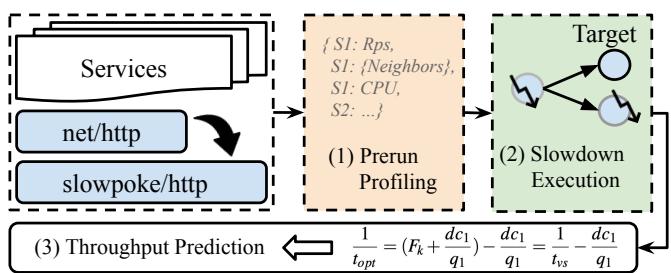 Services
net/http
slowpoke/http
{ S1: Rps,
S1: {Neighbors},
S1: CPU,
S2: ...}
(1) Prerun
Profiling
Target
(2) Slowdown
Execution
(3) Throughput Prediction
1/t_opt = (F_k + dc_1/q_1) − dc_1/q_1 = 1/t_vs − dc_1/q_1